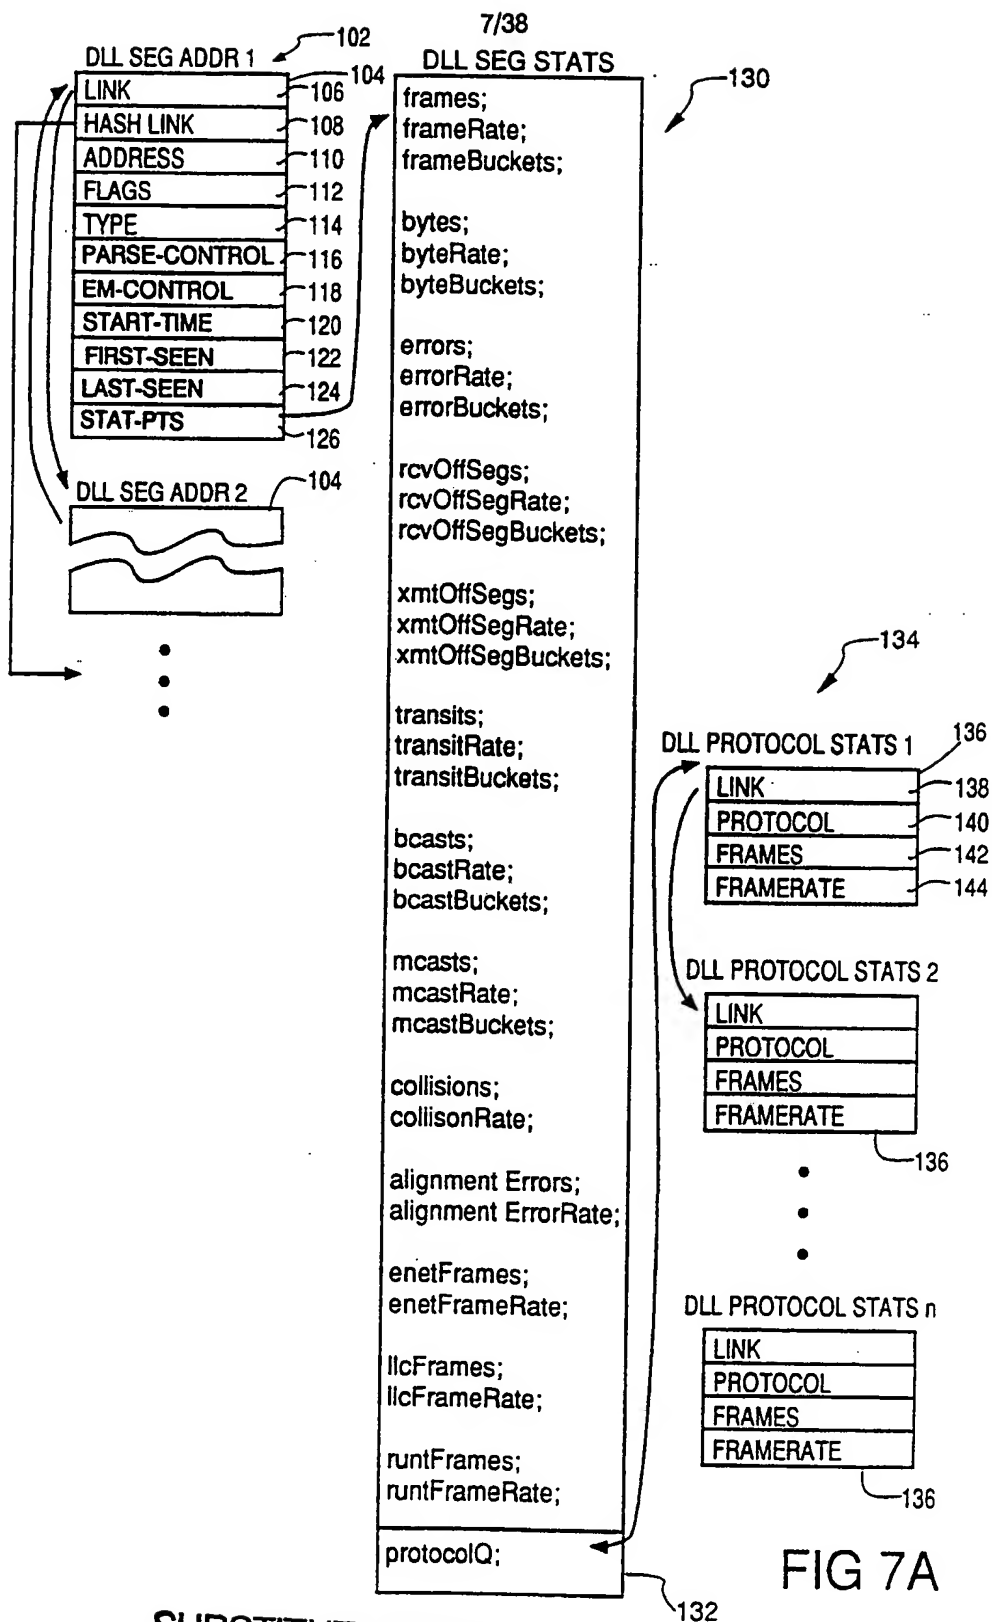 7/38
DLL SEG ADDR 1
102
104
LINK
106
HASH LINK
108
ADDRESS
110
FLAGS
112
TYPE
114
PARSE-CONTROL
116
EM-CONTROL
118
START-TIME
120
FIRST-SEEN
122
LAST-SEEN
124
STAT-PTS
126
DLL SEG ADDR 2
104
DLL SEG STATS
130
frames;
frameRate;
frameBuckets;
bytes;
byteRate;
byteBuckets;
errors;
errorRate;
errorBuckets;
rcvOffSegs;
rcvOffSegRate;
rcvOffSegBuckets;
xmtOffSegs;
xmtOffSegRate;
xmtOffSegBuckets;
transits;
transitRate;
transitBuckets;
bcasts;
bcastRate;
bcastBuckets;
mcasts;
mcastRate;
mcastBuckets;
collisions;
collisonRate;
alignment Errors;
alignment ErrorRate;
enetFrames;
enetFrameRate;
llcFrames;
llcFrameRate;
runtFrames;
runtFrameRate;
protocolQ;
132
134
DLL PROTOCOL STATS 1
136
LINK
138
PROTOCOL
140
FRAMES
142
FRAMERATE
144
DLL PROTOCOL STATS 2
LINK
PROTOCOL
FRAMES
FRAMERATE
136
DLL PROTOCOL STATS n
LINK
PROTOCOL
FRAMES
FRAMERATE
136
FIG 7A